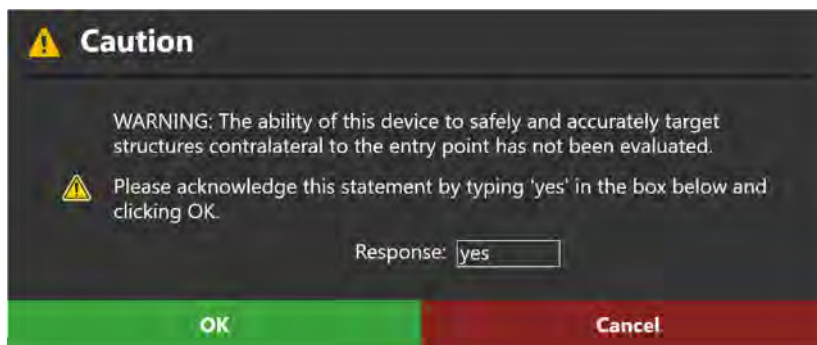 Caution
WARNING: The ability of this device to safely and accurately target
structures contralateral to the entry point has not been evaluated.
Please acknowledge this statement by typing 'yes' in the box below and
clicking OK.
Response: yes
OK Cancel